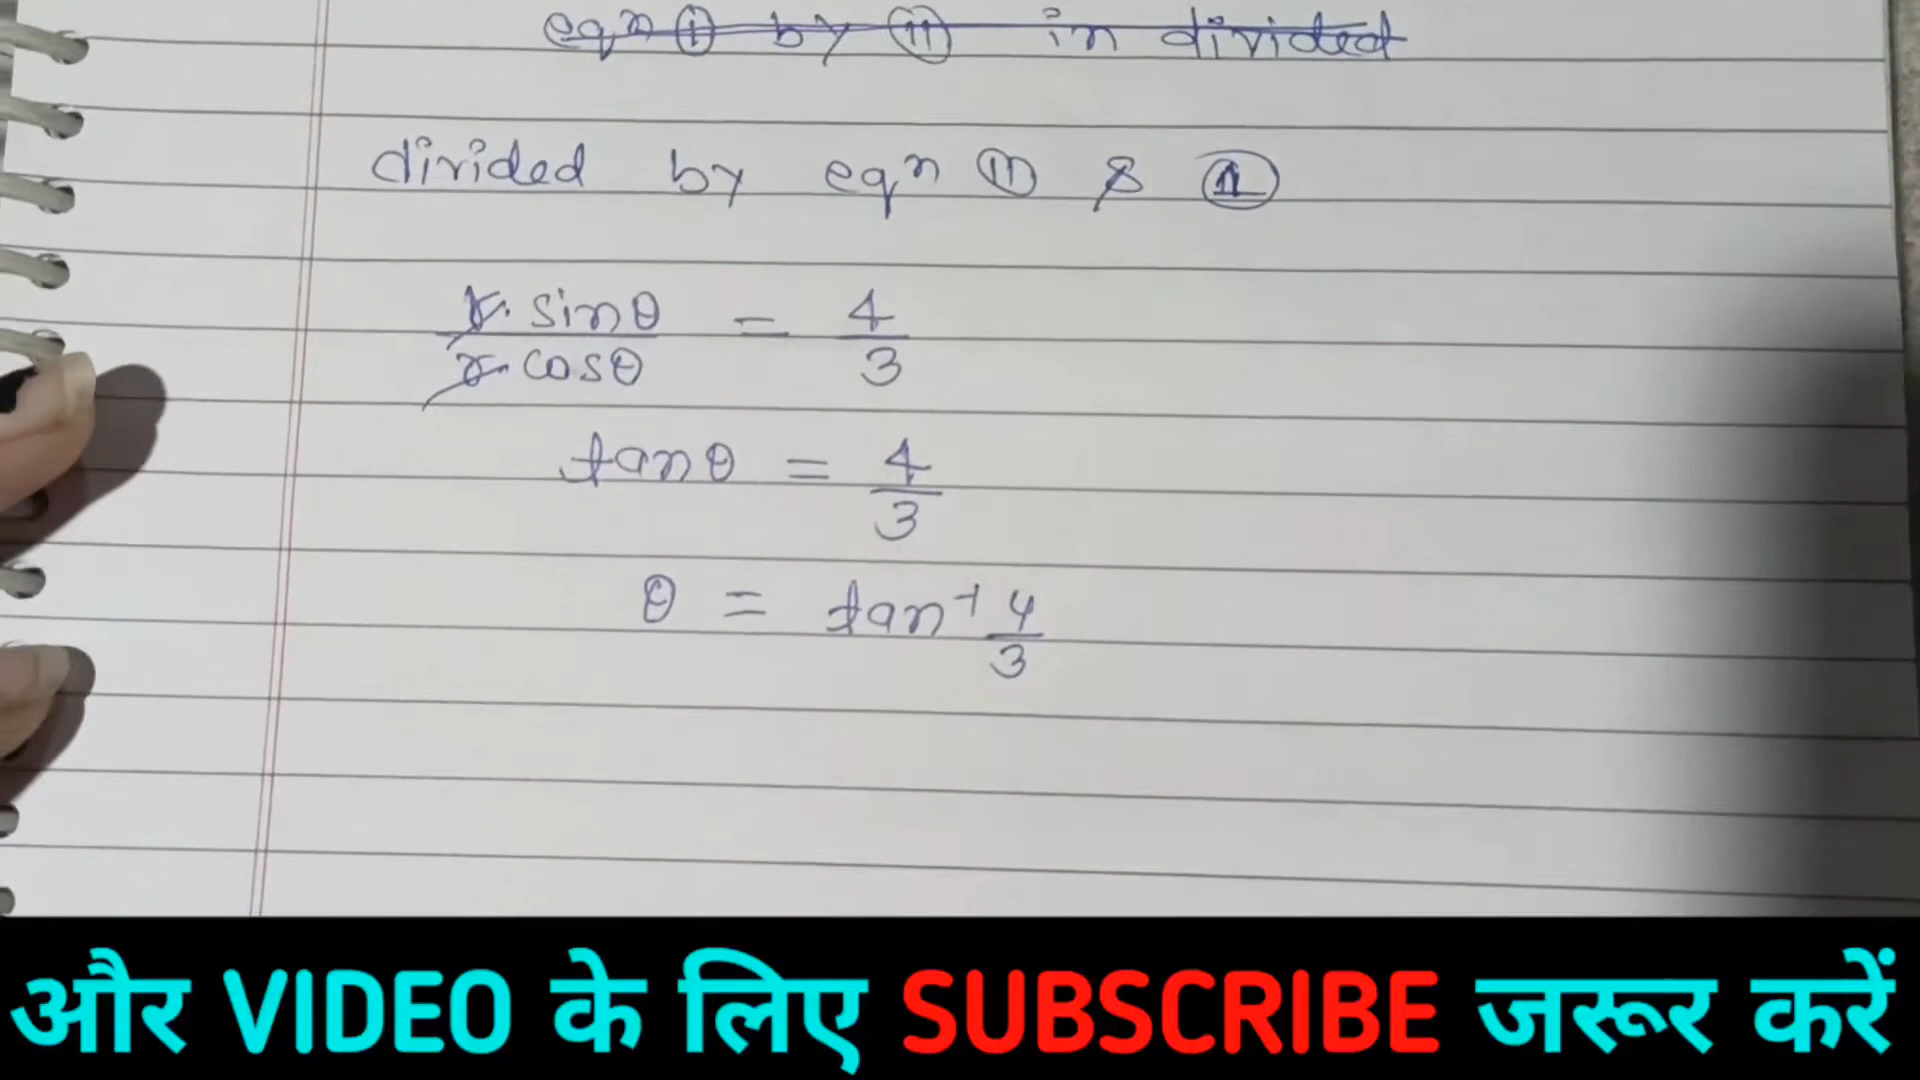 eqn (i) by (ii) in divided
divided by eqn (ii) & (1)
r. sinθ / r. cosθ = 4/3
tanθ = 4/3
θ = tan⁻¹ 4/3
और VIDEO के लिए SUBSCRIBE जरूर करें